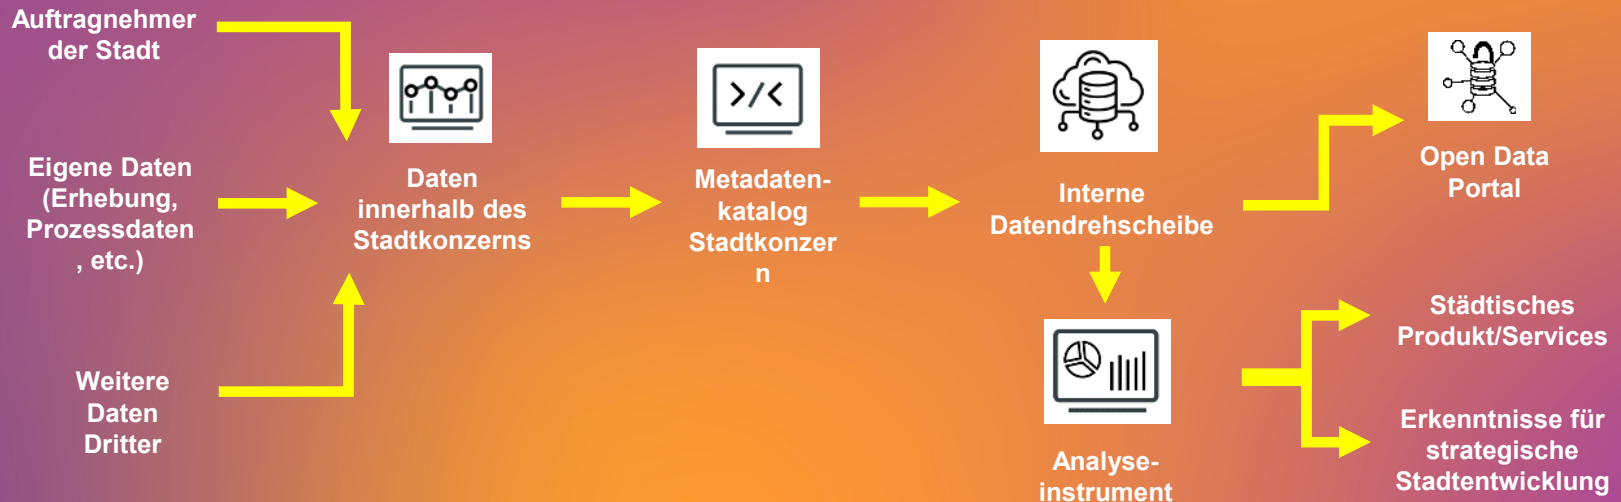 Auftragnehmer
der Stadt
Eigene Daten
(Erhebung,
Prozessdaten
, etc.)
Weitere
Daten
Dritter
Daten
innerhalb des
Stadtkonzerns
Metadaten-
katalog
Stadtkonzer
n
Interne
Datendrehscheibe
Analyse-
instrument
Open Data
Portal
Städtisches
Produkt/Services
Erkenntnisse für
strategische
Stadtentwicklung